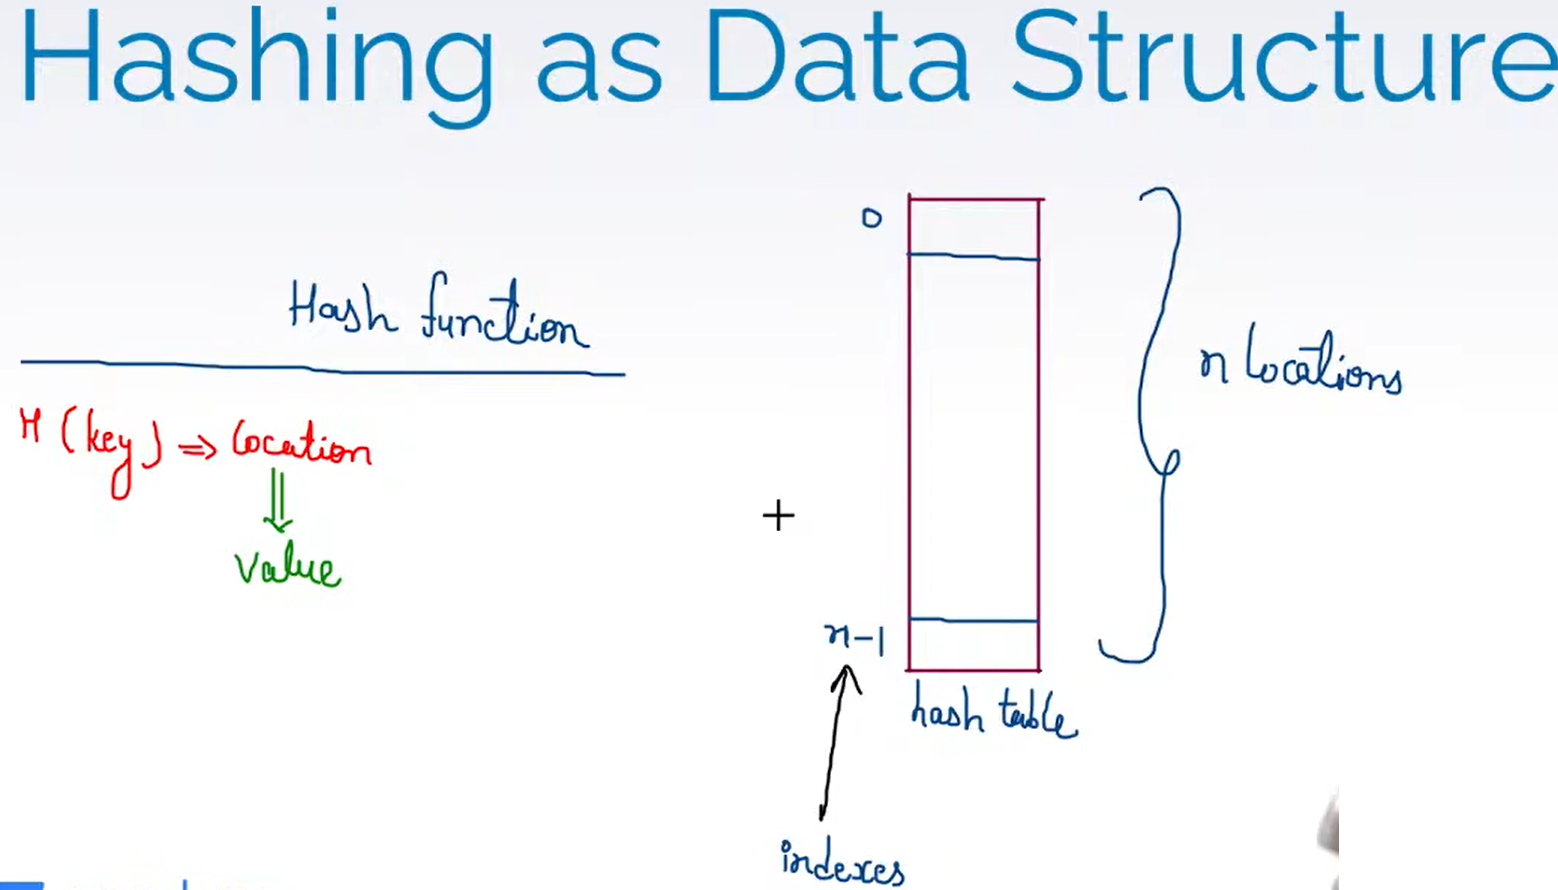 Hashing as Data Structure
0
Hash function
n locations
H (key) ⇒ location
Value
+
n-1
hash table
indexes